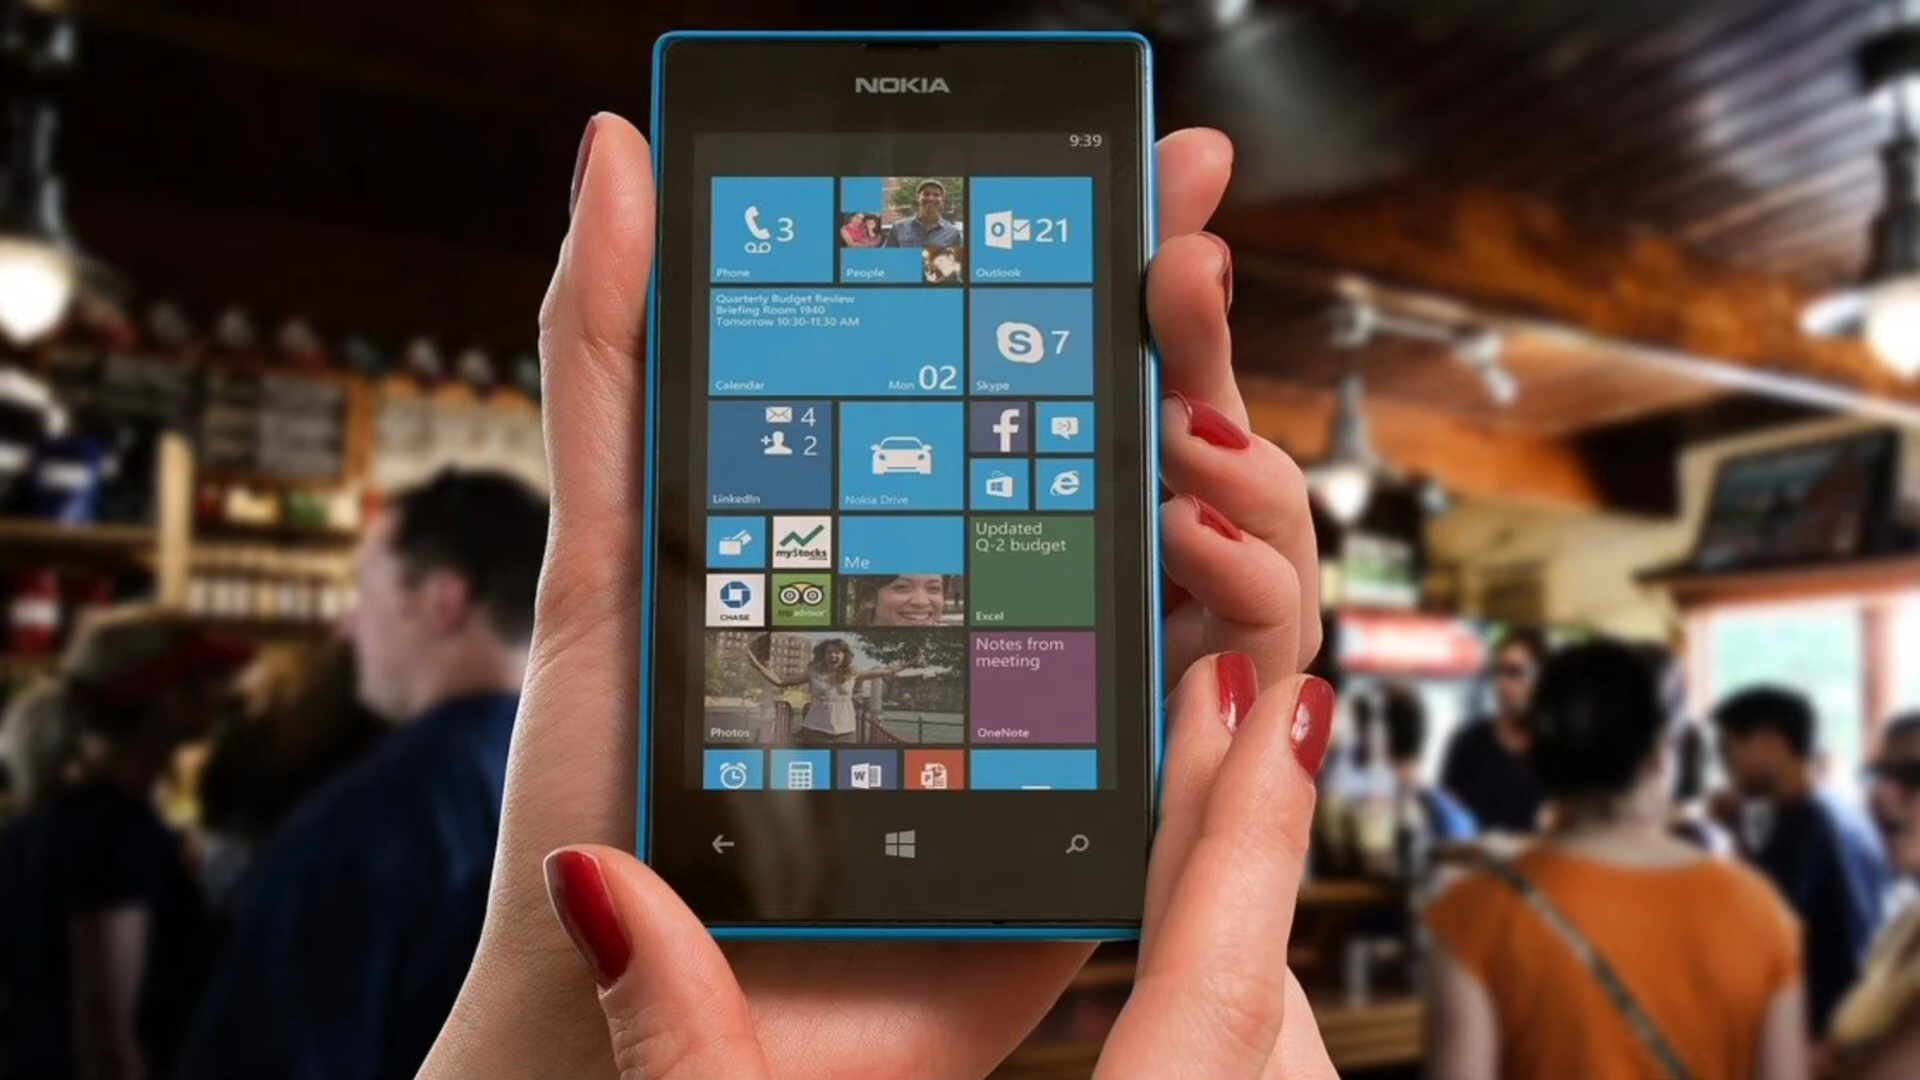 NOKIA
9:39
3
Phone
People
21
Outlook
Quarterly Budget Review
Briefing Room 1940
Tomorrow 10:30-11:30 AM
Calendar
Mon 02
7
Skype
4
2
LinkedIn
Nokia Drive
myStocks
Me
Updated
Q-2 budget
Excel
CHASE
tripadvisor
Notes from
meeting
OneNote
Photos